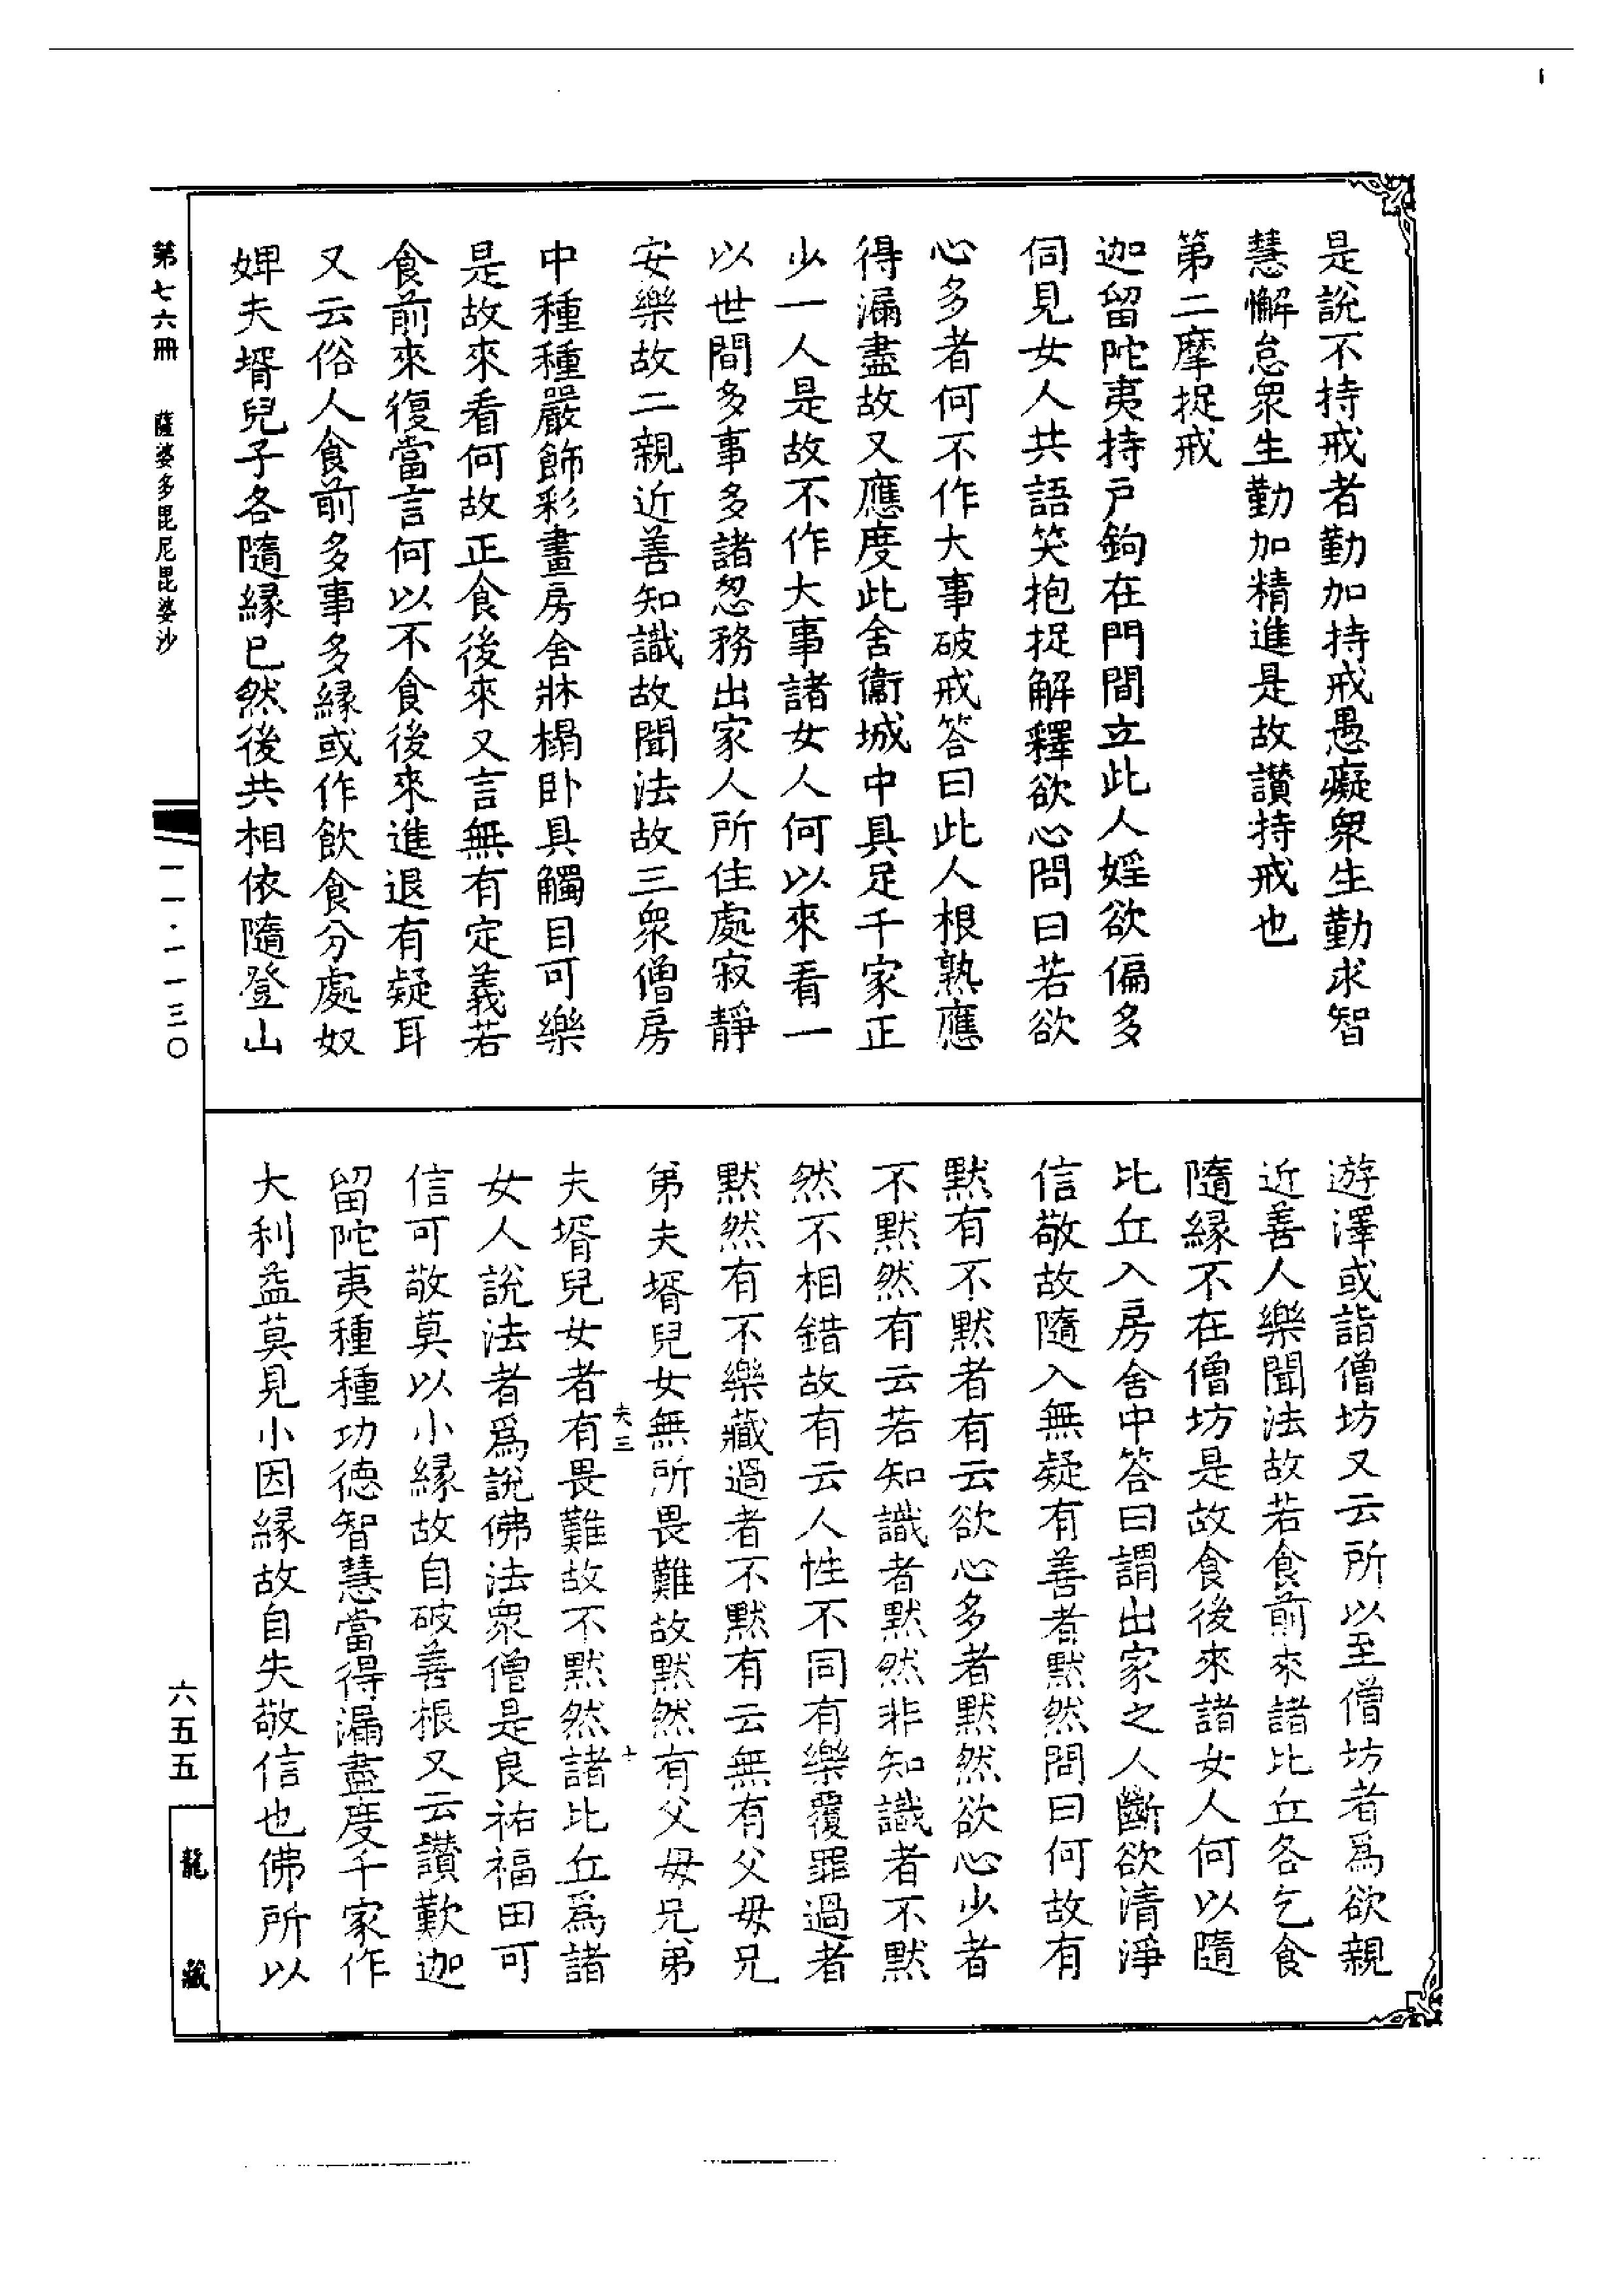 是說不持戒者勤加持戒愚癡衆生勤求智
慧懈怠衆生勤加精進是故讃持戒也
第二摩捉戒
迦留陀夷持戶鉤在門間立此人婬欲偏多
伺見女人共語笑抱捉解釋欲心問曰若欲
心多者何不作大事破戒答曰此人根熟應
得漏盡故又應度此舍衞城中具足千家正
少一人是故不作大事諸女人何以來看一
以世間多事多諸怱務出家人所住處寂靜
安樂故二親近善知識故聞法故三衆僧房
中種種嚴飾彩畫房舍牀榻卧具觸目可樂
是故來看何故正食後來又言無有定義若
食前來復當言何以不食後來進退有疑耳
又云俗人食前多事多縁或作飲食分處奴
婢夫壻兒子各隨縁已然後共相依隨登山
遊澤或詣僧坊又云所以至僧坊者爲欲親
近善人樂聞法故若食前來諸比丘各乞食
隨縁不在僧坊是故食後來諸女人何以隨
比丘入房舍中答曰謂出家之人斷欲清淨
信敬故隨入無疑有善者黙然問曰何故有
黙有不黙者有云欲心多者黙然欲心少者
不黙然有云若知識者黙然非知識者不黙
然不相錯故有云人性不同有樂覆罪過者
黙然有不樂藏過者不黙有云無有父母兄
弟夫壻兒女無所畏難故黙然有父母兄弟
夫三 十
夫壻兒女者有畏難故不黙然諸比丘爲諸
女人說法者爲說佛法衆僧是良祐福田可
信可敬莫以小縁故自破善根又云讃歎迦
留陀夷種種功德智慧當得漏盡度千家作
大利益莫見小因縁故自失敬信也佛所以
第七六冊 薩婆多毘尼毘婆沙
一一·一一三〇
六五五
龍藏